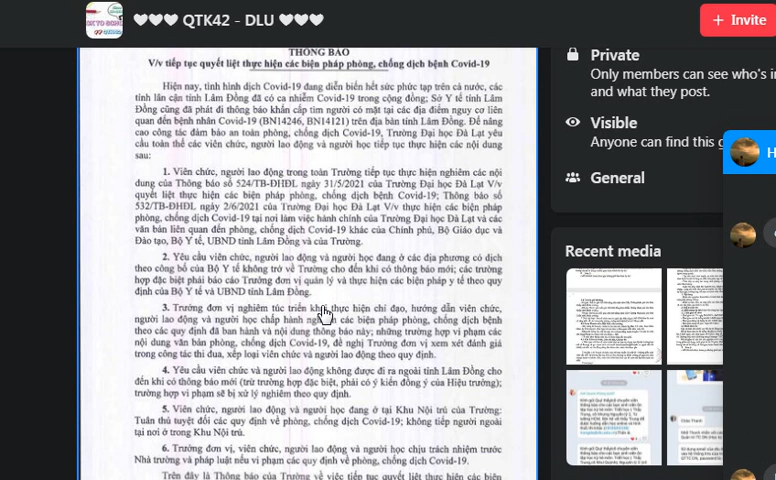 ♥♥♥ QTK42 - DLU ♥♥♥
+ Invite
THÔNG BÁO
V/v tiếp tục quyết liệt thực hiện các biện pháp phòng, chống dịch bệnh Covid-19
Hiện nay, tình hình dịch Covid-19 đang diễn biến hết sức phức tạp trên cả nước, các
tỉnh lân cận tỉnh Lâm Đồng đã có ca nhiễm Covid-19 trong cộng đồng; Sở Y tế tỉnh Lâm
Đồng cũng đã phát đi thông báo khẩn cấp tìm người có mặt tại các địa điểm nguy cơ liên
quan đến bệnh nhân Covid-19 (BN14246, BN14121) trên địa bàn tỉnh Lâm Đồng. Để nâng
cao công tác đảm bảo an toàn phòng, chống dịch Covid-19, Trường Đại học Đà Lạt yêu
cầu toàn thể các viên chức, người lao động và người học tiếp tục thực hiện các nội dung
sau:
1. Viên chức, người lao động trong toàn Trường tiếp tục thực hiện nghiêm các nội
dung của Thông báo số 524/TB-ĐHĐL ngày 31/5/2021 của Trường Đại học Đà Lạt V/v
quyết liệt thực hiện các biện pháp phòng, chống dịch bệnh Covid-19; Thông báo số
532/TB-ĐHĐL ngày 2/6/2021 của Trường Đại học Đà Lạt V/v thực hiện các biện pháp
phòng, chống dịch Covid-19 tại nơi làm việc hành chính của Trường Đại học Đà Lạt và các
văn bản liên quan đến phòng, chống dịch Covid-19 khác của Chính phủ, Bộ Giáo dục và
Đào tạo, Bộ Y tế, UBND tỉnh Lâm Đồng và của Trường.
2. Yêu cầu viên chức, người lao động và người học đang ở các địa phương có dịch
theo công bố của Bộ Y tế không trở về Trường cho đến khi có thông báo mới; các trường
hợp đặc biệt phải báo cáo Trưởng đơn vị quản lý và thực hiện các biện pháp y tế theo quy
định của Bộ Y tế và UBND tỉnh Lâm Đồng.
3. Trưởng đơn vị nghiêm túc triển khai, thực hiện chỉ đạo, hướng dẫn viên chức,
người lao động và người học chấp hành nghiêm các biện pháp phòng, chống dịch bệnh
theo các quy định đã ban hành và nội dung thông báo này; những trường hợp vi phạm các
nội dung văn bản phòng, chống dịch Covid-19, đề nghị Trưởng đơn vị xem xét đánh giá
trong công tác thi đua, xếp loại viên chức và người lao động theo quy định.
4. Yêu cầu viên chức và người lao động không được đi ra ngoài tỉnh Lâm Đồng cho
đến khi có thông báo mới (trừ trường hợp đặc biệt, phải có ý kiến đồng ý của Hiệu trưởng);
trường hợp vi phạm sẽ bị xử lý nghiêm theo quy định.
5. Viên chức, người lao động và người học đang ở tại Khu Nội trú của Trường:
Tuân thủ tuyệt đối các quy định về phòng, chống dịch Covid-19; không tiếp người ngoài
tại nơi ở trong Khu Nội trú.
6. Trưởng đơn vị, viên chức, người lao động và người học chịu trách nhiệm trước
Nhà trường và pháp luật nếu vi phạm các quy định về phòng, chống dịch Covid-19.
Trên đây là Thông báo của Trường về việc tiếp tục quyết liệt thực hiện các biện
Private
Only members can see who's in
and what they post.
Visible
Anyone can find this g
General
Recent media
H